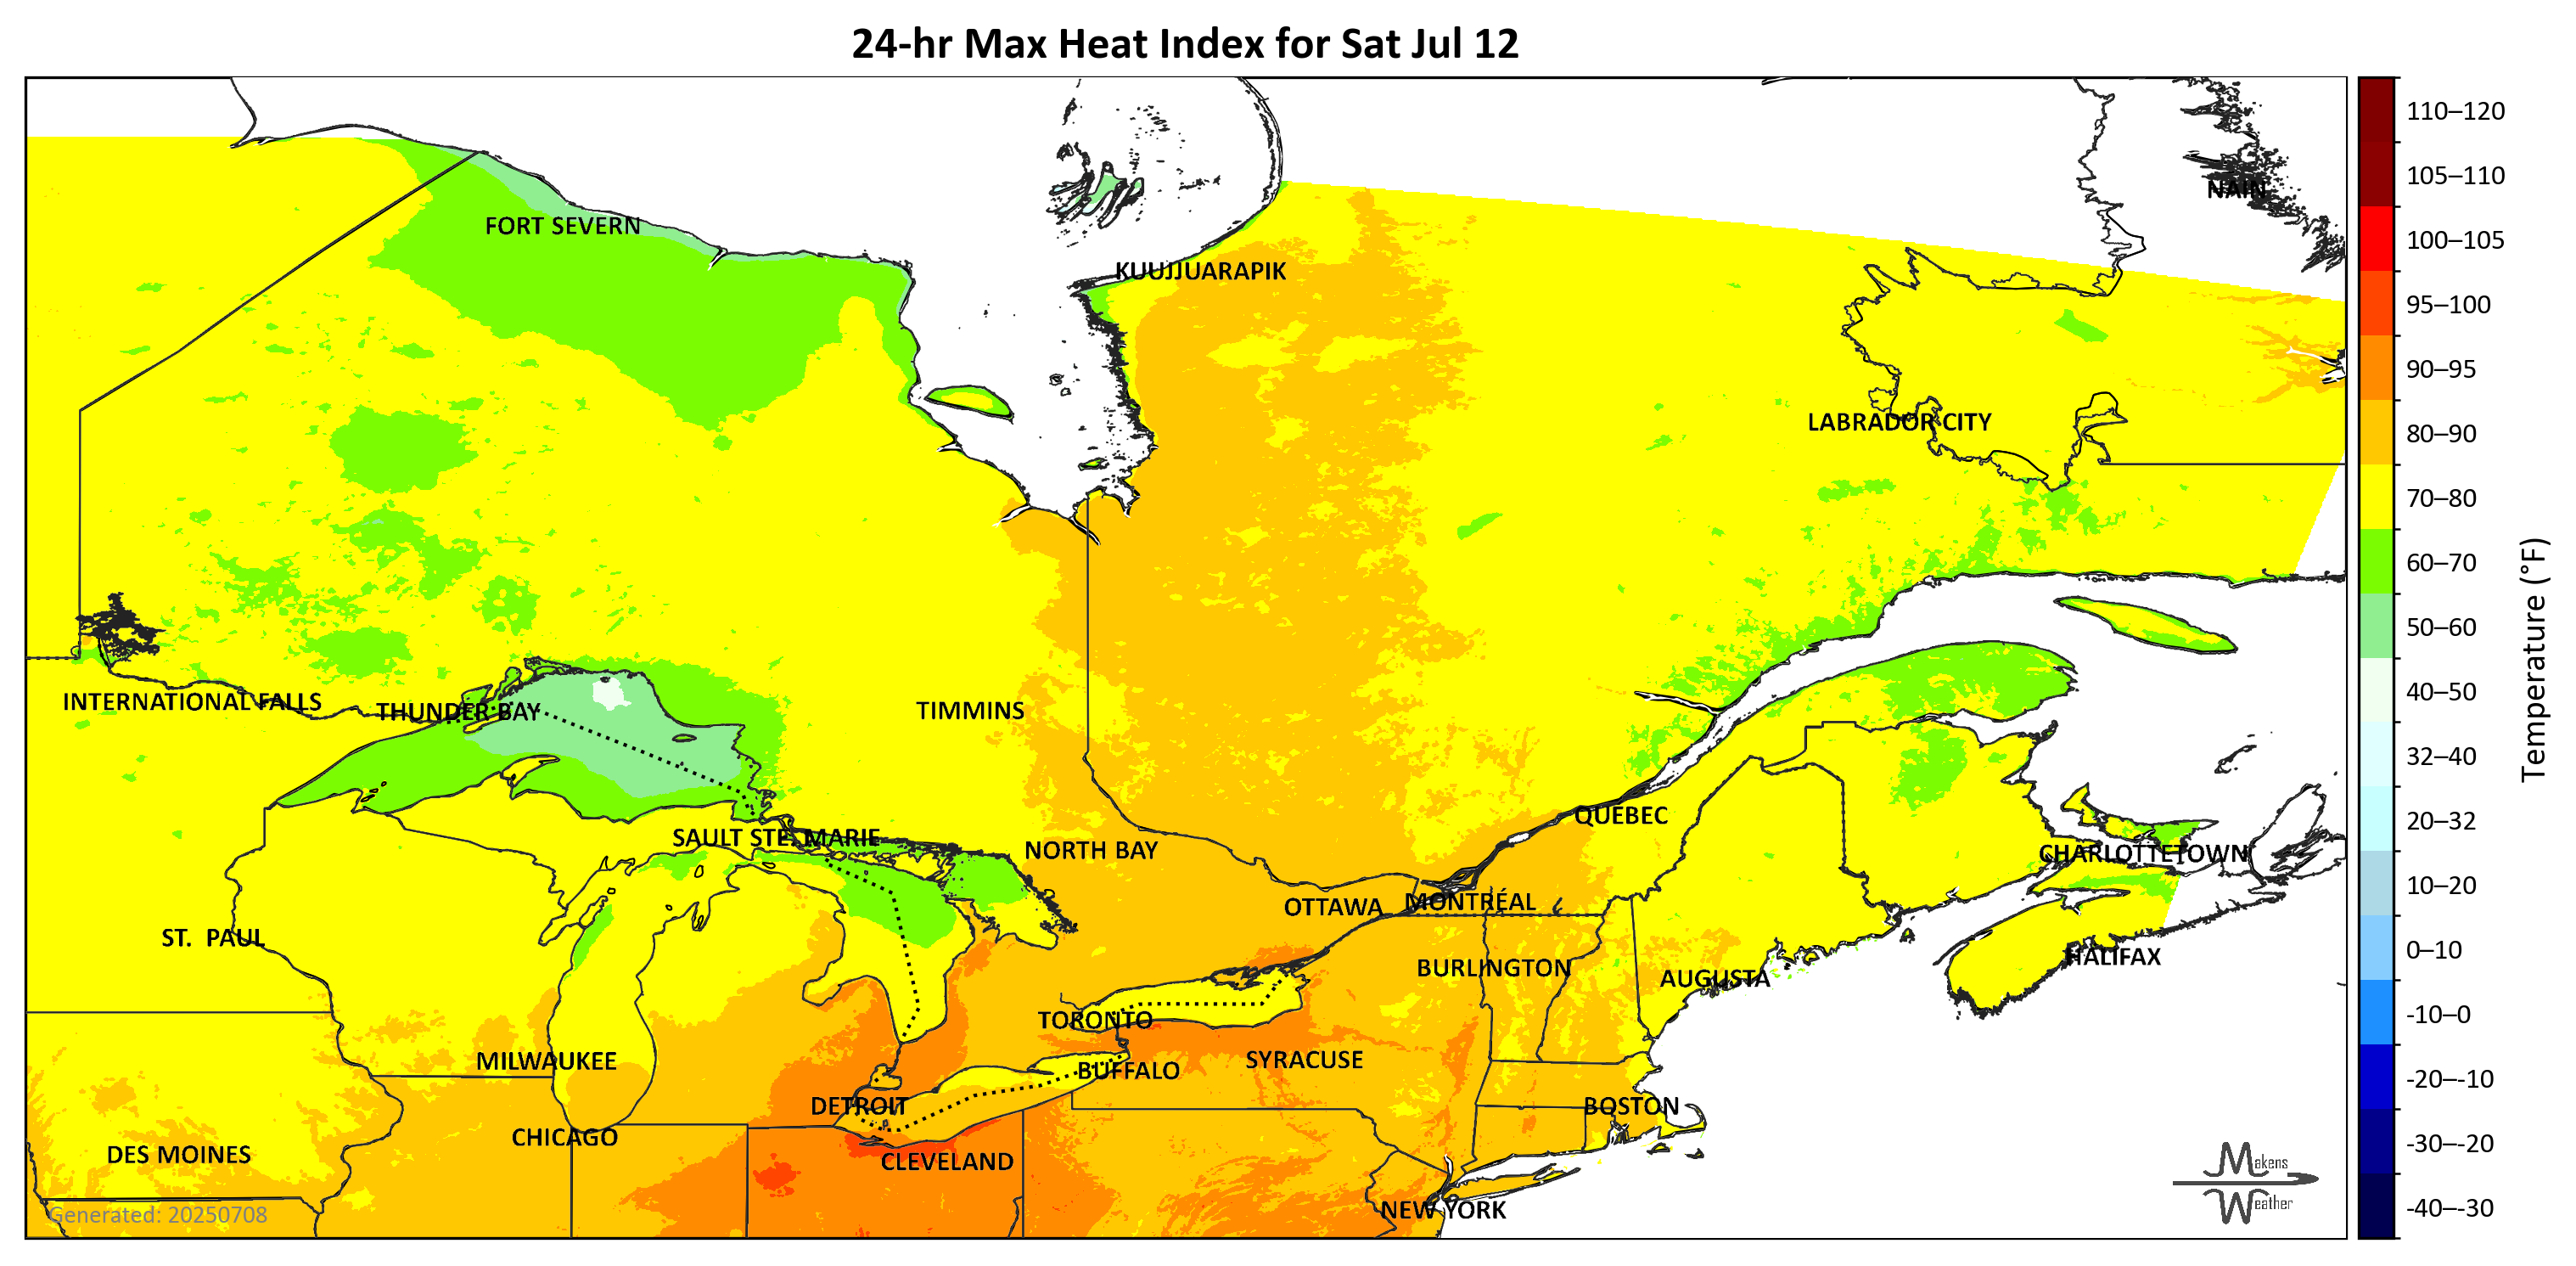 24-hr Max Heat Index for Sat Jul 12
NAIN
FORT SEVERN
KUUJJUARAPIK
LABRADOR CITY
INTERNATIONAL FALLS
THUNDER BAY
TIMMINS
QUEBEC
SAULT STE. MARIE
NORTH BAY
CHARLOTTETOWN
OTTAWA
MONTRÉAL
ST. PAUL
HALIFAX
BURLINGTON
AUGUSTA
TORONTO
MILWAUKEE
SYRACUSE
BUFFALO
DETROIT
BOSTON
CHICAGO
DES MOINES
CLEVELAND
NEW YORK
Generated: 20250708
Makens
Weather
110–120
105–110
100–105
95–100
90–95
80–90
70–80
60–70
50–60
40–50
32–40
20–32
10–20
0–10
-10–0
-20–-10
-30–-20
-40–-30
Temperature (°F)